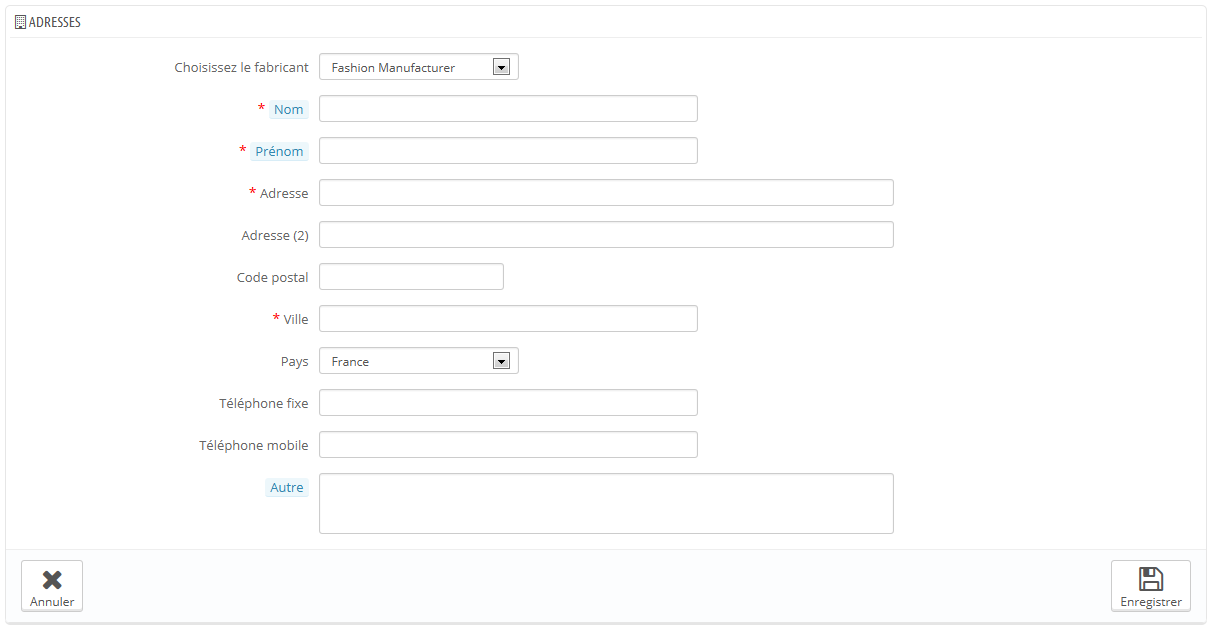 ADRESSES
Choisissez le fabricant Fashion Manufacturer
* Nom
* Prénom
* Adresse
Adresse (2)
Code postal
* Ville
Pays France
Téléphone fixe
Téléphone mobile
Autre
Annuler Enregistrer